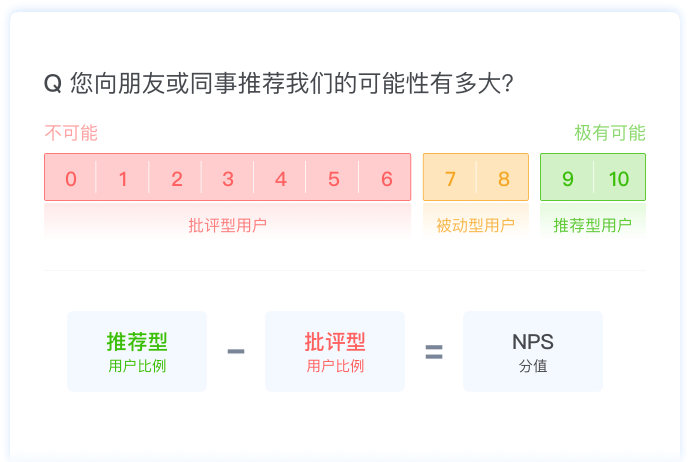 Q 您向朋友或同事推荐我们的可能性有多大?
不可能 极有可能
0 1 2 3 4 5 6 7 8 9 10
批评型用户 被动型用户 推荐型用户
推荐型 － 批评型 = NPS
用户比例 用户比例 分值